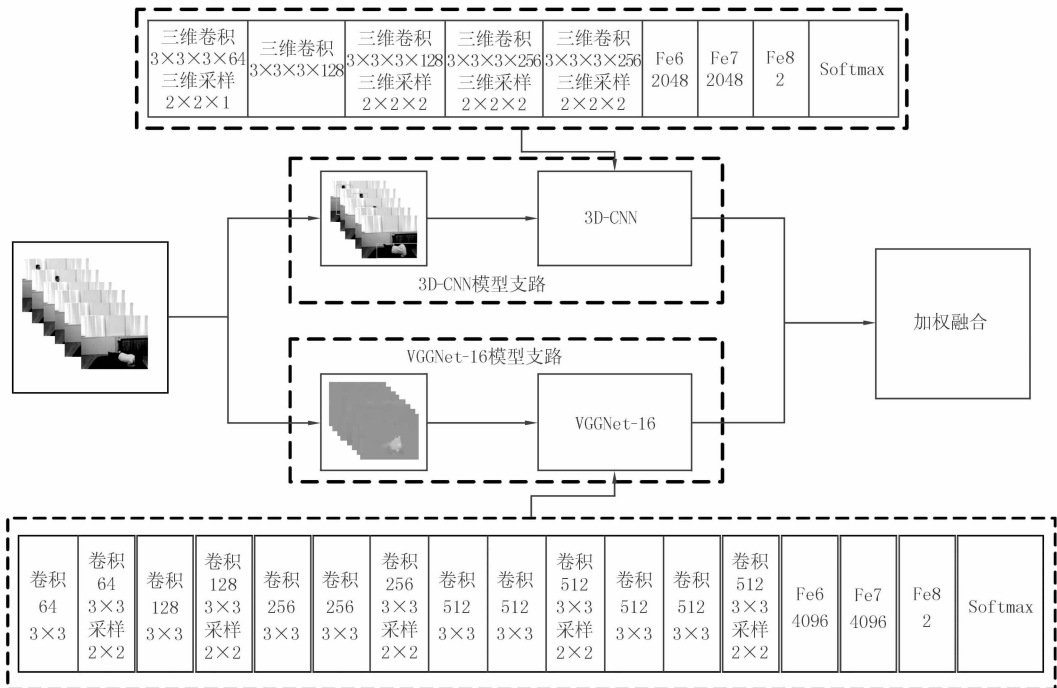 三维卷积
3×3×3×64
三维采样
2×2×1
三维卷积
3×3×3×128
三维卷积
3×3×3×128
三维采样
2×2×2
三维卷积
3×3×3×256
三维采样
2×2×2
三维卷积
3×3×3×256
三维采样
2×2×2
Fe6
2048
Fe7
2048
Fe8
2
Softmax
3D-CNN
3D-CNN模型支路
加权融合
VGGNet-16模型支路
VGGNet-16
卷积
64
3×3
卷积
64
3×3
采样
2×2
卷积
128
3×3
卷积
128
3×3
采样
2×2
卷积
256
3×3
卷积
256
3×3
卷积
256
3×3
采样
2×2
卷积
512
3×3
卷积
512
3×3
卷积
512
3×3
采样
2×2
卷积
512
3×3
卷积
512
3×3
卷积
512
3×3
采样
2×2
Fe6
4096
Fe7
4096
Fe8
2
Softmax